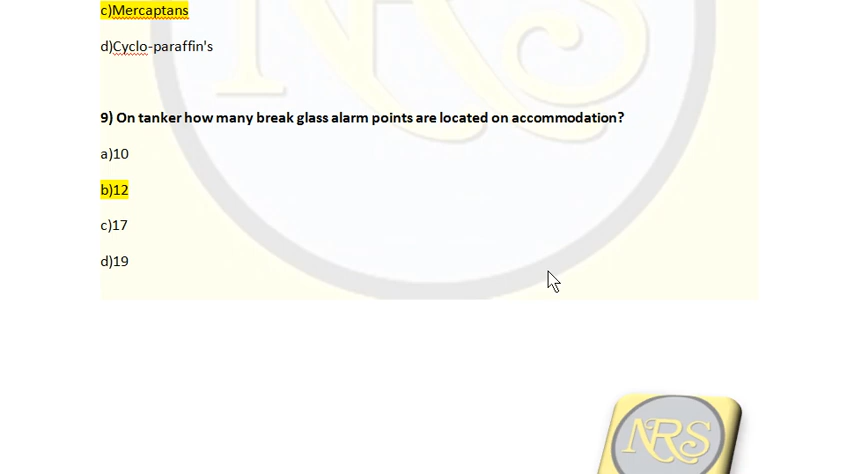 c)Mercaptans
d)Cyclo-paraffin's
9) On tanker how many break glass alarm points are located on accommodation?
a)10
b)12
c)17
d)19
NRS